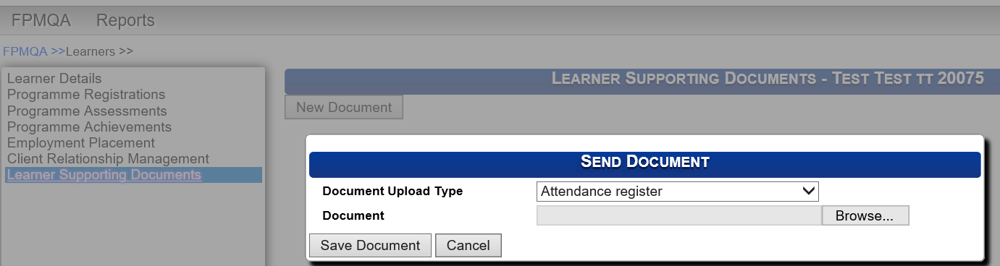 FPMQA Reports
FPMQA >>Learners >>
Learner Details
Programme Registrations
Programme Assessments
Programme Achievements
Employment Placement
Client Relationship Management
Learner Supporting Documents
LEARNER SUPPORTING DOCUMENTS - TEST TEST TT 20075
New Document
SEND DOCUMENT
Document Upload Type Attendance register
Document Browse...
Save Document Cancel